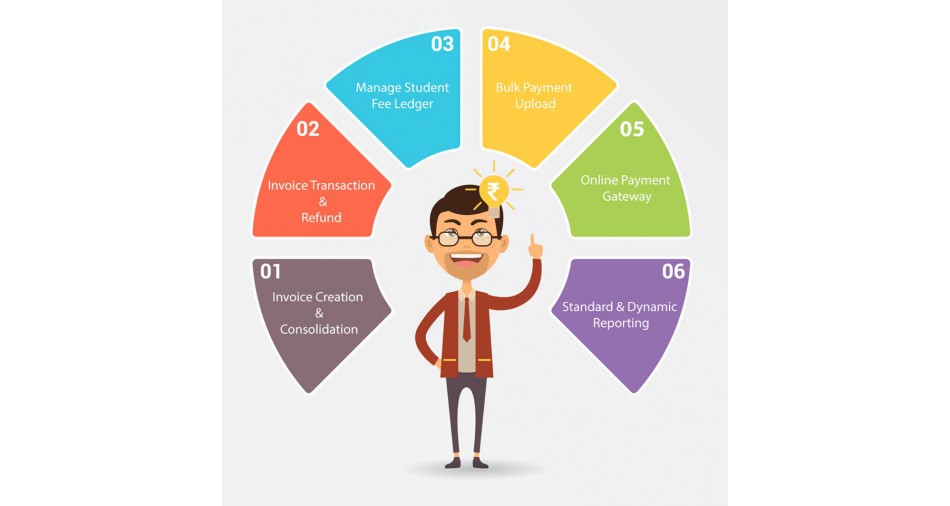 01
Invoice Creation
&
Consolidation
02
Invoice Transaction
&
Refund
03
Manage Student
Fee Ledger
04
Bulk Payment
Upload
05
Online Payment
Gateway
06
Standard & Dynamic
Reporting
₹